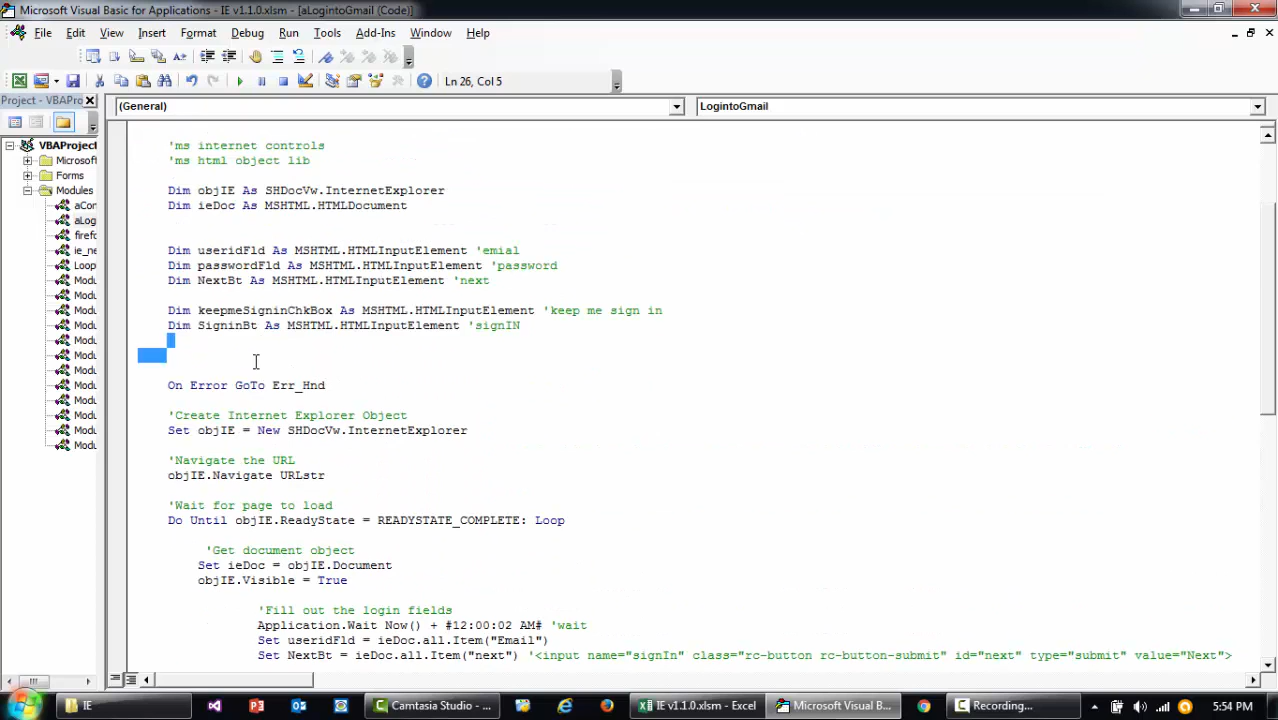 Microsoft Visual Basic for Applications - IE v1.1.0.xlsm - [aLogintoGmail (Code)]
File Edit View Insert Format Debug Run Tools Add-Ins Window Help
Ln 26, Col 5
Project - VBAPro
(General)
LogintoGmail
VBAProject
Microsoft
Forms
Modules
aCon
aLog
firefo
ie_ne
Loop
Modu
Modu
Modu
Modu
Modu
Modu
Modu
Modu
Modu
Modu
Modu
'ms internet controls
'ms html object lib
Dim objIE As SHDocVw.InternetExplorer
Dim ieDoc As MSHTML.HTMLDocument
Dim useridFld As MSHTML.HTMLInputElement 'emial
Dim passwordFld As MSHTML.HTMLInputElement 'password
Dim NextBt As MSHTML.HTMLInputElement 'next
Dim keepmeSigninChkBox As MSHTML.HTMLInputElement 'keep me sign in
Dim SigninBt As MSHTML.HTMLInputElement 'signIN
On Error GoTo Err_Hnd
'Create Internet Explorer Object
Set objIE = New SHDocVw.InternetExplorer
'Navigate the URL
objIE.Navigate URLstr
'Wait for page to load
Do Until objIE.ReadyState = READYSTATE_COMPLETE: Loop
'Get document object
Set ieDoc = objIE.Document
objIE.Visible = True
'Fill out the login fields
Application.Wait Now() + #12:00:02 AM# 'wait
Set useridFld = ieDoc.all.Item("Email")
Set NextBt = ieDoc.all.Item("next") '<input name="signIn" class="rc-button rc-button-submit" id="next" type="submit" value="Next">
IE
Camtasia Studio - ...
IE v1.1.0.xlsm - Excel
Microsoft Visual B...
Recording...
5:54 PM